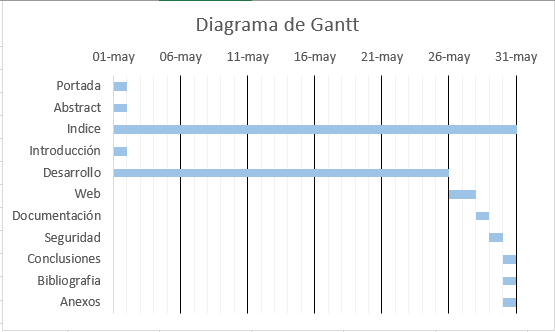 Diagrama de Gantt
01-may 06-may 11-may 16-may 21-may 26-may 31-may
Portada
Abstract
Indice
Introducción
Desarrollo
Web
Documentación
Seguridad
Conclusiones
Bibliografia
Anexos